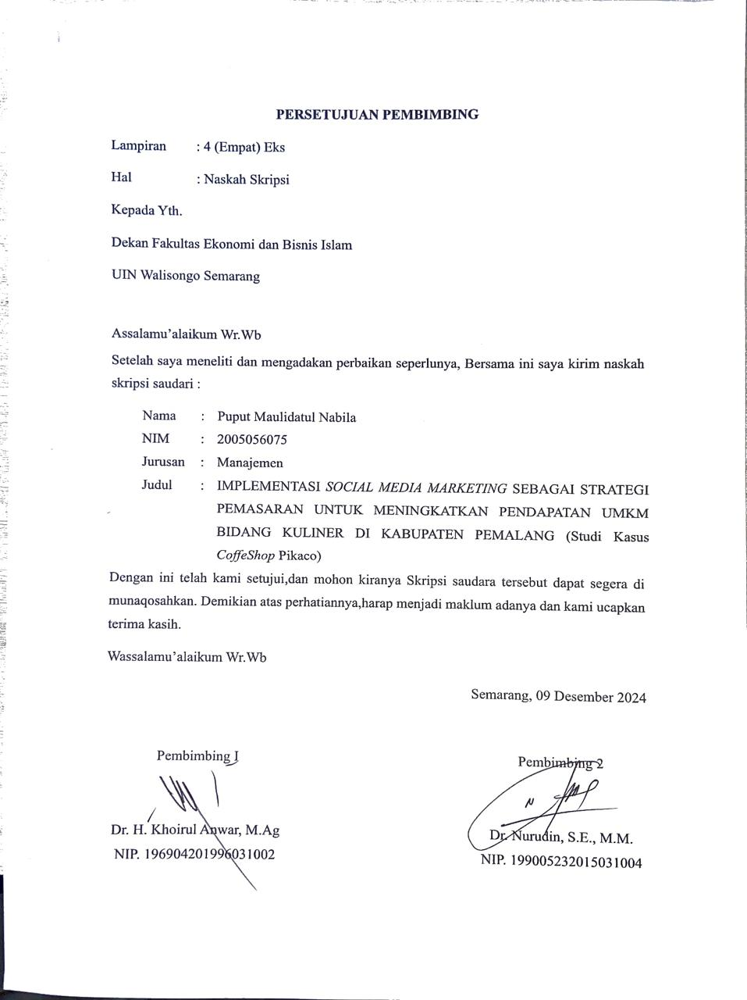 PERSETUJUAN PEMBIMBING
Lampiran : 4 (Empat) Eks
Hal : Naskah Skripsi
Kepada Yth.
Dekan Fakultas Ekonomi dan Bisnis Islam
UIN Walisongo Semarang
Assalamu’alaikum Wr.Wb
Setelah saya meneliti dan mengadakan perbaikan seperlunya, Bersama ini saya kirim naskah
skripsi saudari :
Nama : Puput Maulidatul Nabila
NIM : 2005056075
Jurusan : Manajemen
Judul : IMPLEMENTASI SOCIAL MEDIA MARKETING SEBAGAI STRATEGI
PEMASARAN UNTUK MENINGKATKAN PENDAPATAN UMKM
BIDANG KULINER DI KABUPATEN PEMALANG (Studi Kasus
CoffeShop Pikaco)
Dengan ini telah kami setujui,dan mohon kiranya Skripsi saudara tersebut dapat segera di
munaqosahkan. Demikian atas perhatiannya,harap menjadi maklum adanya dan kami ucapkan
terima kasih.
Wassalamu’alaikum Wr.Wb
Semarang, 09 Desember 2024
Pembimbing I
Dr. H. Khoirul Anwar, M.Ag
NIP. 196904201996031002
Pembimbing 2
Dr. Nurudin, S.E., M.M.
NIP. 199005232015031004